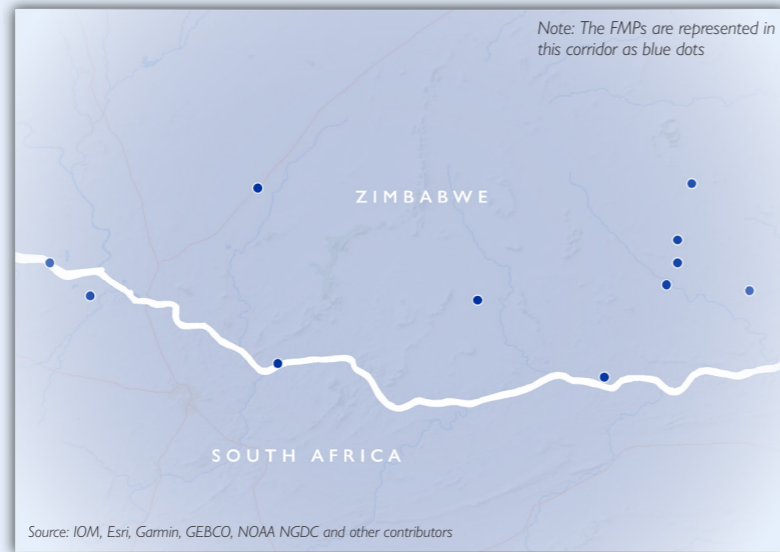 Note: The FMPs are represented in
this corridor as blue dots
ZIMBABWE
SOUTH AFRICA
Source: IOM, Esri, Garmin, GEBCO, NOAA NGDC and other contributors